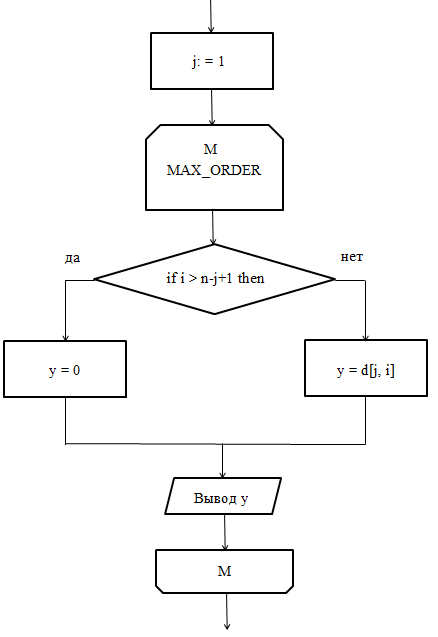 j: = 1
M
MAX_ORDER
да
нет
if i > n-j+1 then
y = 0
y = d[j, i]
Вывод y
M